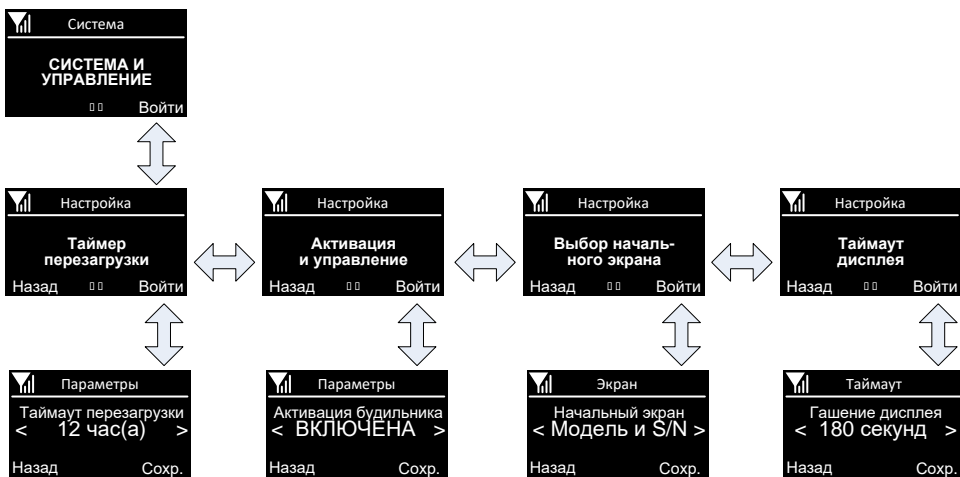 Система
СИСТЕМА И
УПРАВЛЕНИЕ
Войти
Настройка
Таймер
перезагрузки
Назад Войти
Настройка
Активация
и управление
Назад Войти
Настройка
Выбор началь-
ного экрана
Назад Войти
Настройка
Таймаут
дисплея
Назад Войти
Параметры
Таймаут перезагрузки
< 12 час(а) >
Назад Сохр.
Параметры
Активация будильника
< ВКЛЮЧЕНА >
Назад Сохр.
Экран
Начальный экран
< Модель и S/N >
Назад Сохр.
Таймаут
Гашение дисплея
< 180 секунд >
Назад Сохр.